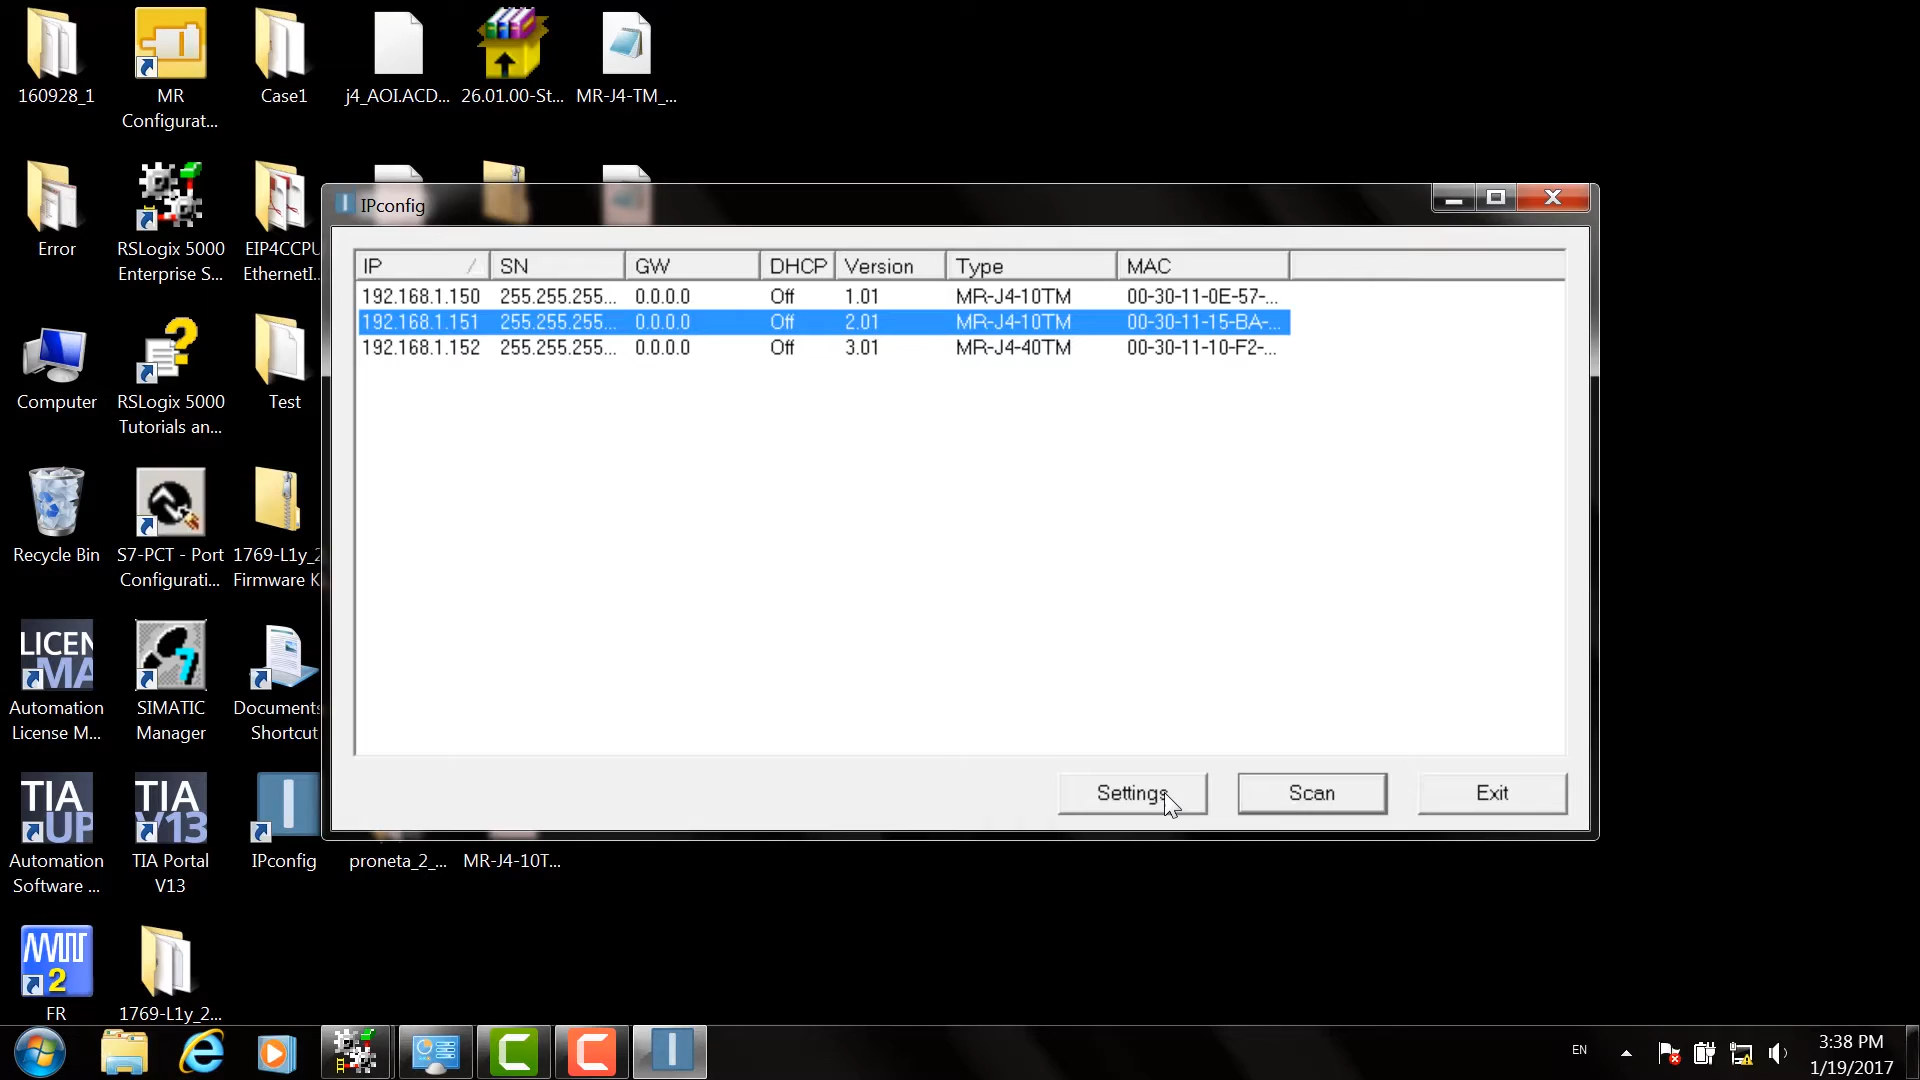 160928_1
MR
Configurat...
Case1
j4_AOI.ACD...
26.01.00-St...
MR-J4-TM_...
Error
RSLogix 5000
Enterprise S...
EIP4CCPU
EthernetI.
Computer
RSLogix 5000
Tutorials an...
Test
Recycle Bin
S7-PCT - Port
Configurati...
1769-L1y_2
Firmware K
LICEN
MA
Automation
License M...
7
SIMATIC
Manager
Documents
Shortcut
TIA
UP
Automation
Software ...
TIA
V13
TIA Portal
V13
IPconfig
proneta_2_...
MR-J4-10T...
2
FR
1769-L1y_2...
IPconfig
IP SN GW DHCP Version Type MAC
192.168.1.150 255.255.255... 0.0.0.0 Off 1.01 MR-J4-10TM 00-30-11-0E-57-...
192.168.1.151 255.255.255... 0.0.0.0 Off 2.01 MR-J4-10TM 00-30-11-15-BA-...
192.168.1.152 255.255.255... 0.0.0.0 Off 3.01 MR-J4-40TM 00-30-11-10-F2-...
Settings
Scan
Exit
EN
3:38 PM
1/19/2017